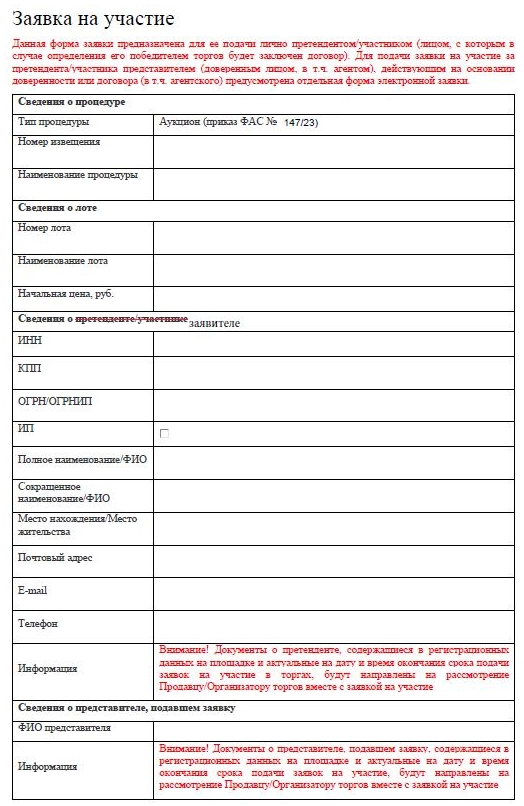 Заявка на участие
Данная форма заявки предназначена для ее подачи лично претендентом/участником (лицом, с которым в
случае определения его победителем торгов будет заключен договор). Для подачи заявки на участие за
претендента/участника представителем (доверенным лицом, в т.ч. агентом), действующим на основании
доверенности или договора (в т.ч. агентского) предусмотрена отдельная форма электронной заявки.
Сведения о процедуре
Тип процедуры Аукцион (приказ ФАС № 147/23)
Номер извещения
Наименование процедуры
Сведения о лоте
Номер лота
Наименование лота
Начальная цена, руб.
Сведения о претенденте/участнике заявителе
ИНН
КПП
ОГРН/ОГРНИП
ИП
Полное наименование/ФИО
Сокращенное
наименование/ФИО
Место нахождения/Место
жительства
Почтовый адрес
E-mail
Телефон
Информация
Внимание! Документы о претенденте, содержащиеся в регистрационных
данных на площадке и актуальные на дату и время окончания срока подачи
заявок на участие в торгах, будут направлены на рассмотрение
Продавцу/Организатору торгов вместе с заявкой на участие
Сведения о представителе, подавшем заявку
ФИО представителя
Информация
Внимание! Документы о представителе, подавшем заявку, содержащиеся в
регистрационных данных на площадке и актуальные на дату и время
окончания срока подачи заявок на участие, будут направлены на
рассмотрение Продавцу/Организатору торгов вместе с заявкой на участие